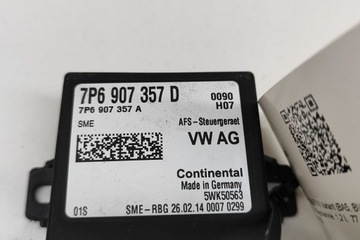 7P6 907 357 D 0090
7P6 907 357 A H07
SME AFS-Steuergeraet
VW AG
Continental
Made in Germany
5WK50563
01S SME-RBG 26.02.14 0007 0299